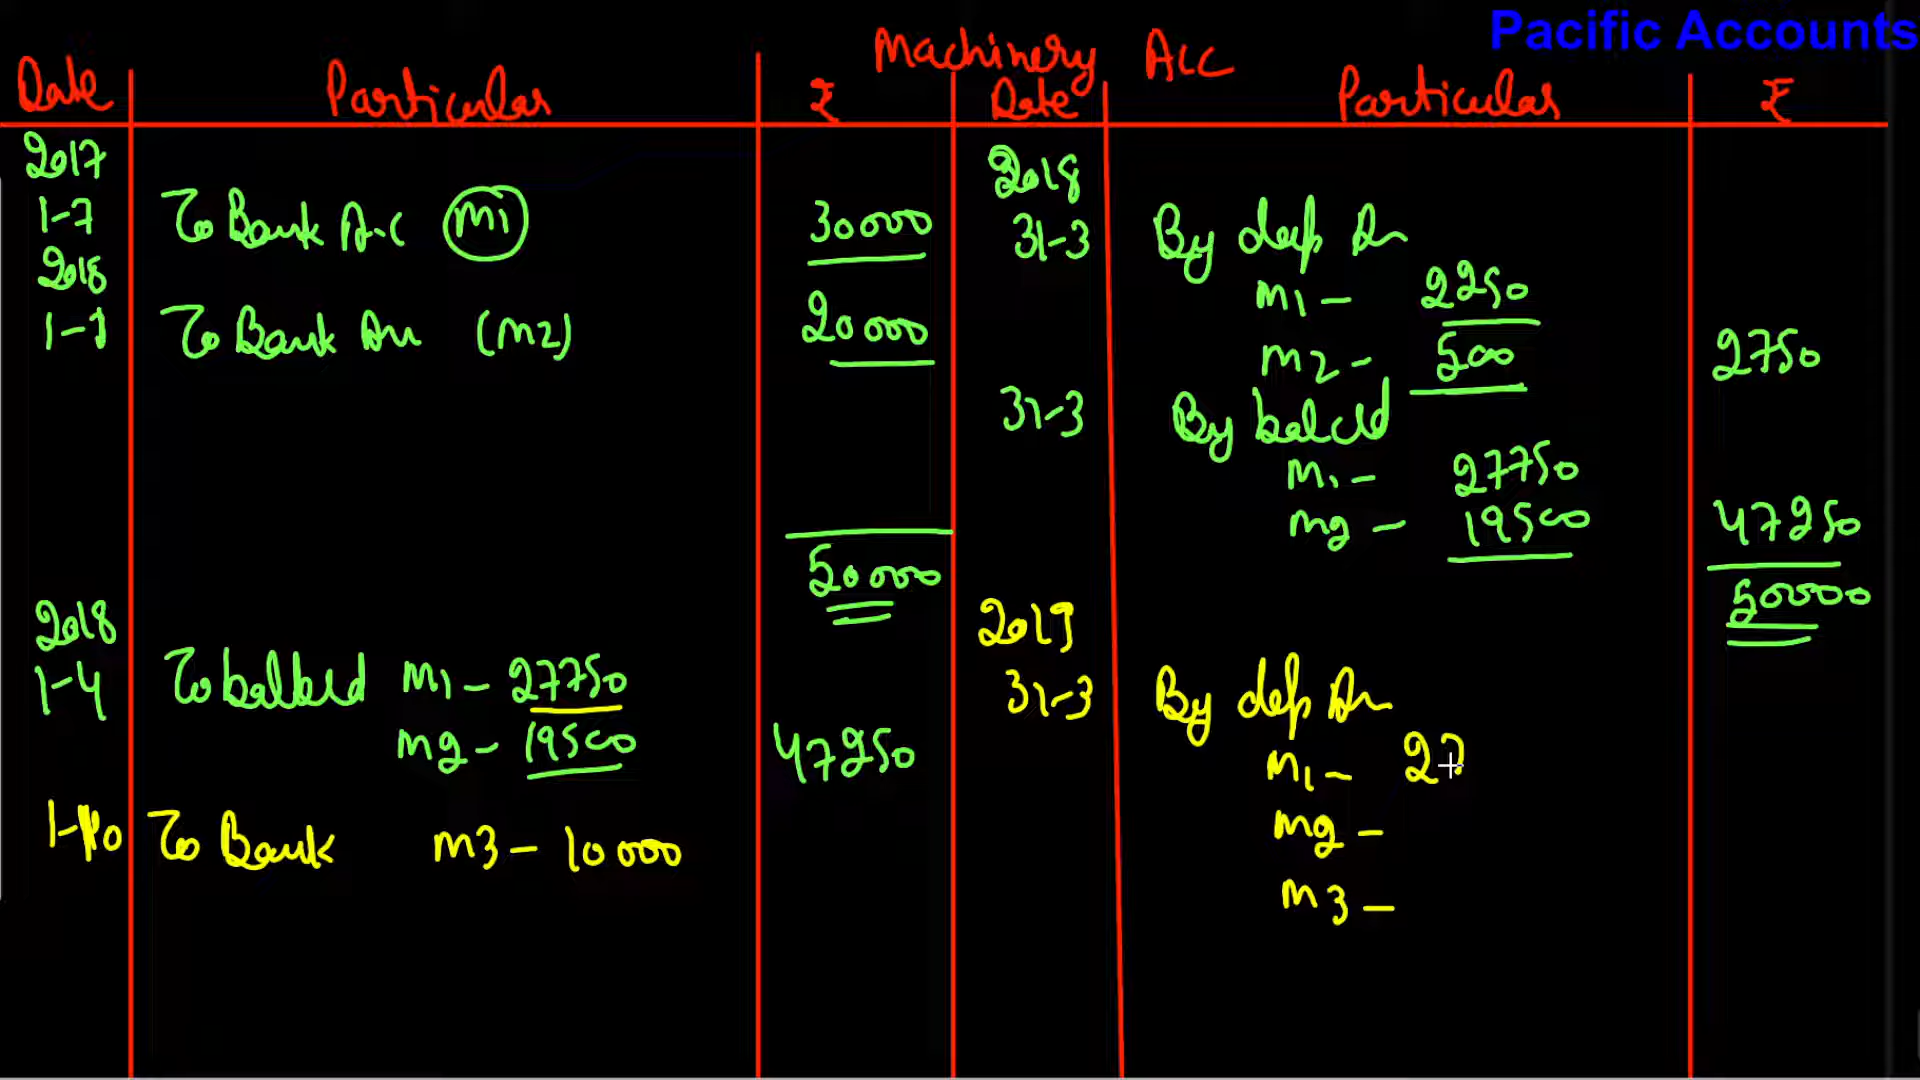 Pacific Accounts
Machinery A/C
Date Particular ₹ Date Particular ₹
2017
1-7 To Bank A-c (M1) 30000
2018
1-1 To Bank Au (M2) 20000
50000
2018
1-4 To bal b/d M1 - 27750
M2 - 19500 47250
1-10 To Bank M3 - 10000
2018
31-3 By dep An
M1 - 2250
M2 - 500 2750
31-3 By bal c/d
M1 - 27750
M2 - 19500 47250
50000
2019
31-3 By dep An
M1 - 27
M2 -
M3 -